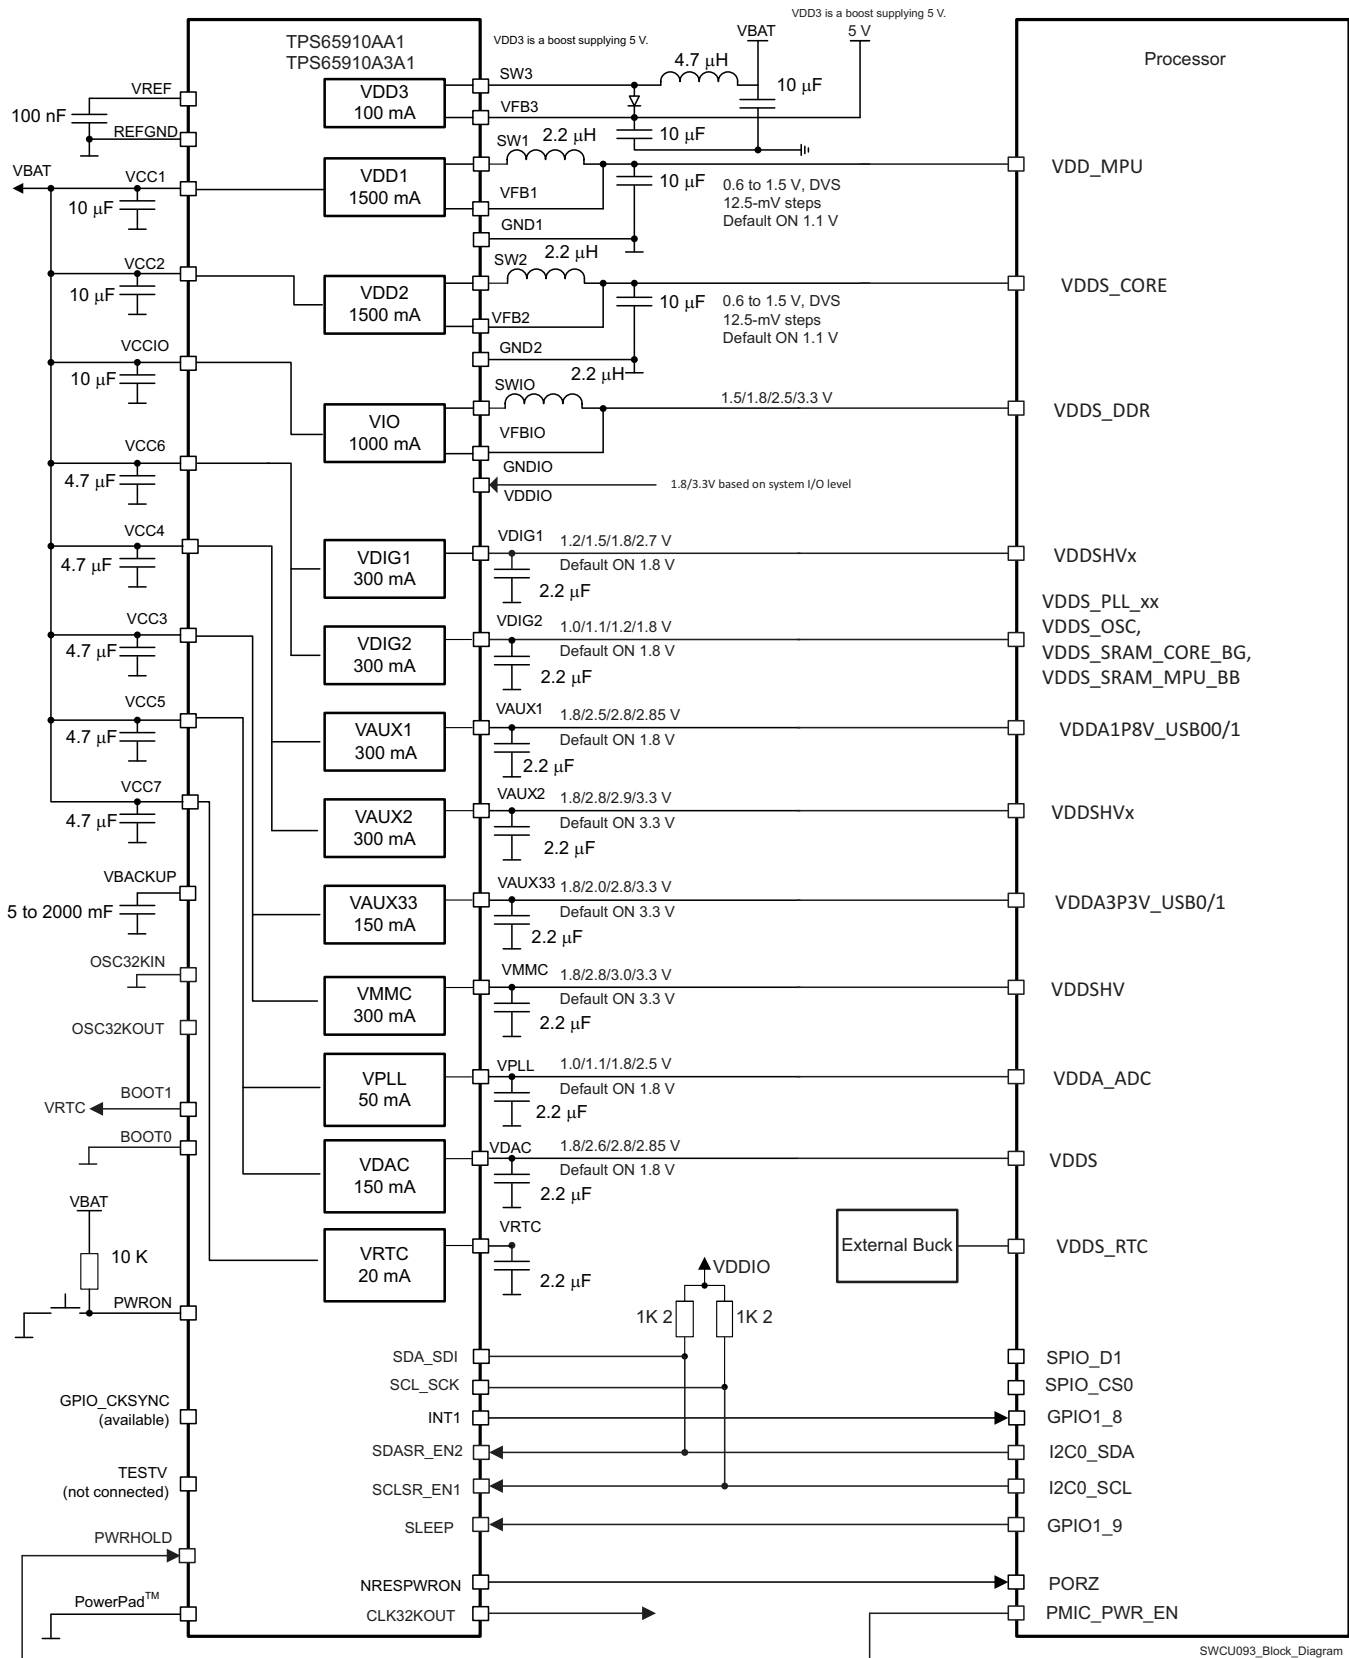 VDD3 is a boost supplying 5 V.
TPS65910AA1
TPS65910A3A1
VDD3 is a boost supplying 5 V.
VBAT
5 V
Processor
4.7 μH
SW3
VREF
VDD3
100 mA
10 μF
100 nF
VFB3
REFGND
10 μF
SW1
2.2 μH
VBAT
VCC1
VDD1
1500 mA
VFB1
10 μF
0.6 to 1.5 V, DVS
12.5-mV steps
Default ON 1.1 V
VDD_MPU
10 μF
GND1
2.2 μH
VCC2
SW2
10 μF
VDD2
1500 mA
VFB2
10 μF
0.6 to 1.5 V, DVS
12.5-mV steps
Default ON 1.1 V
VDDS_CORE
VCCIO
GND2
2.2 μH
10 μF
SWIO
1.5/1.8/2.5/3.3 V
VIO
1000 mA
VFBIO
VDDS_DDR
VCC6
GNDIO
4.7 μF
VDDIO
1.8/3.3V based on system I/O level
VCC4
VDIG1
1.2/1.5/1.8/2.7 V
4.7 μF
VDIG1
300 mA
Default ON 1.8 V
VDDSHVx
2.2 μF
VCC3
VDIG2
1.0/1.1/1.2/1.8 V
VDDS_PLL_xx
VDDS_OSC,
VDDS_SRAM_CORE_BG,
VDDS_SRAM_MPU_BB
4.7 μF
VDIG2
300 mA
Default ON 1.8 V
2.2 μF
VCC5
VAUX1
1.8/2.5/2.8/2.85 V
4.7 μF
VAUX1
300 mA
Default ON 1.8 V
VDDA1P8V_USB00/1
2.2 μF
VCC7
VAUX2
1.8/2.8/2.9/3.3 V
4.7 μF
VAUX2
300 mA
Default ON 3.3 V
VDDSHVx
2.2 μF
VBACKUP
VAUX33
1.8/2.0/2.8/3.3 V
5 to 2000 mF
VAUX33
150 mA
Default ON 3.3 V
VDDA3P3V_USB0/1
2.2 μF
OSC32KIN
VMMC
1.8/2.8/3.0/3.3 V
VMMC
300 mA
Default ON 3.3 V
VDDSHV
2.2 μF
OSC32KOUT
VPLL
1.0/1.1/1.8/2.5 V
VPLL
50 mA
Default ON 1.8 V
VDDA_ADC
2.2 μF
BOOT1
VRTC
BOOT0
VDAC
1.8/2.6/2.8/2.85 V
VDAC
150 mA
Default ON 1.8 V
VDDS
2.2 μF
VBAT
VRTC
10 K
VRTC
20 mA
2.2 μF
External Buck
VDDS_RTC
VDDIO
PWRON
1K 2
1K 2
SDA_SDI
SPIO_D1
SCL_SCK
SPIO_CS0
GPIO_CKSYNC
(available)
INT1
GPIO1_8
SDASR_EN2
I2C0_SDA
TESTV
(not connected)
SCLSR_EN1
I2C0_SCL
SLEEP
GPIO1_9
PWRHOLD
NRESPWRON
PORZ
PowerPad™
CLK32KOUT
PMIC_PWR_EN
SWCU093_Block_Diagram